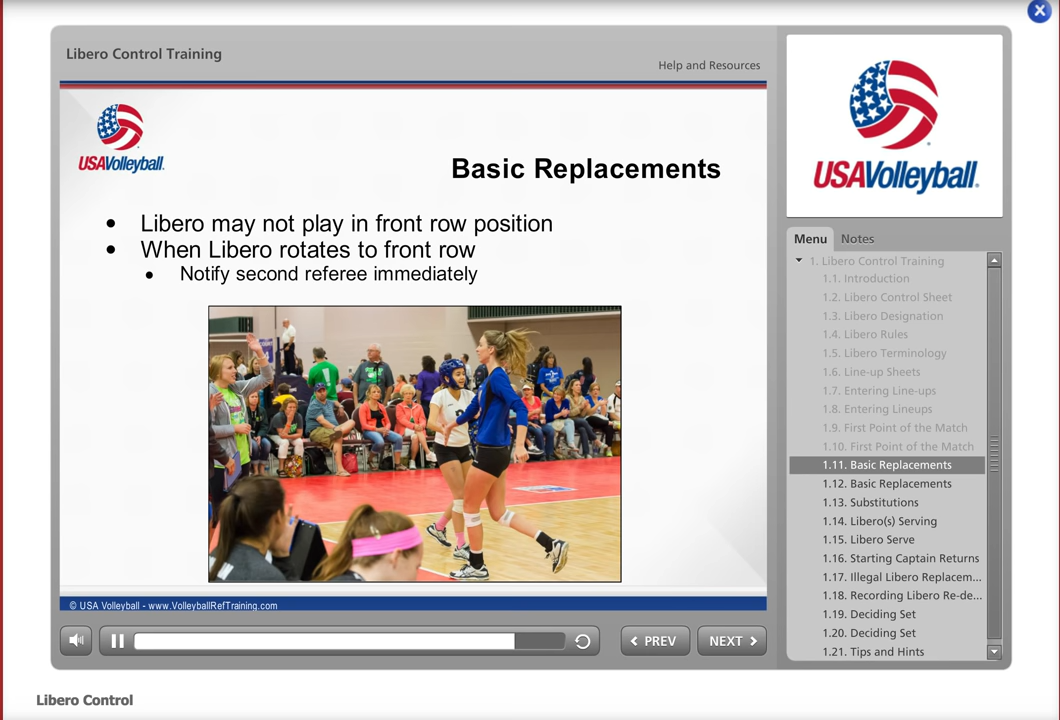 Libero Control Training
Help and Resources
USAVolleyball.
Basic Replacements
• Libero may not play in front row position
• When Libero rotates to front row
• Notify second referee immediately
© USA Volleyball - www.VolleyballRefTraining.com
PREV
NEXT
USAVolleyball.
Menu Notes
1. Libero Control Training
1.1. Introduction
1.2. Libero Control Sheet
1.3. Libero Designation
1.4. Libero Rules
1.5. Libero Terminology
1.6. Line-up Sheets
1.7. Entering Line-ups
1.8. Entering Lineups
1.9. First Point of the Match
1.10. First Point of the Match
1.11. Basic Replacements
1.12. Basic Replacements
1.13. Substitutions
1.14. Libero(s) Serving
1.15. Libero Serve
1.16. Starting Captain Returns
1.17. Illegal Libero Replacem...
1.18. Recording Libero Re-de...
1.19. Deciding Set
1.20. Deciding Set
1.21. Tips and Hints
Libero Control